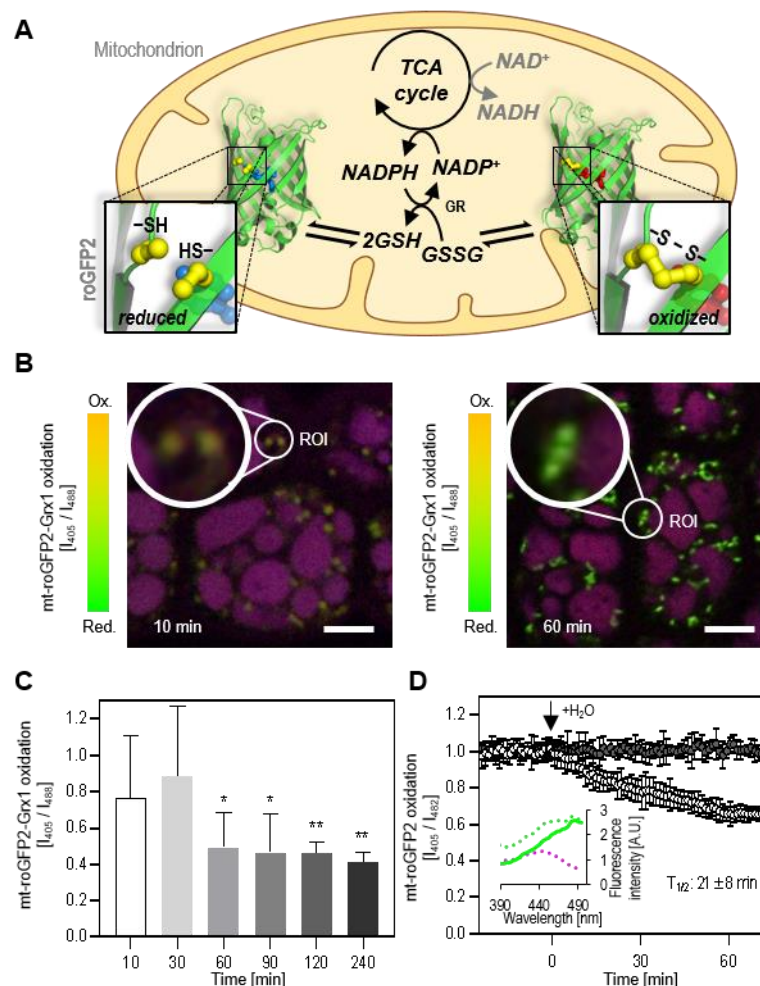 A
Mitochondrion
TCA
cycle
NAD⁺
NADH
NADPH
NADP⁺
GR
2GSH
GSSG
roGFP2
–SH
HS–
reduced
-S - S-
oxidized
B
mt-roGFP2-Grx1 oxidation
[I₄₀₅ / I₄₈₈]
Ox.
Red.
ROI
10 min
mt-roGFP2-Grx1 oxidation
[I₄₀₅ / I₄₈₈]
Ox.
Red.
ROI
60 min
C
mt-roGFP2-Grx1 oxidation
[I₄₀₅ / I₄₈₈]
1.2
1.0
0.8
0.6
0.4
0.2
0.0
* * ** **
10 30 60 90 120 240
Time [min]
D
mt-roGFP2 oxidation
[I₄₀₅ / I₄₈₂]
1.2
1.0
0.8
0.6
0.4
0.2
0.0
+H₂O
3
2
1
0
Fluorescence
intensity [A.U.]
390 440 490
Wavelength [nm]
T₁/₂: 21 ±8 min
0 30 60
Time [min]